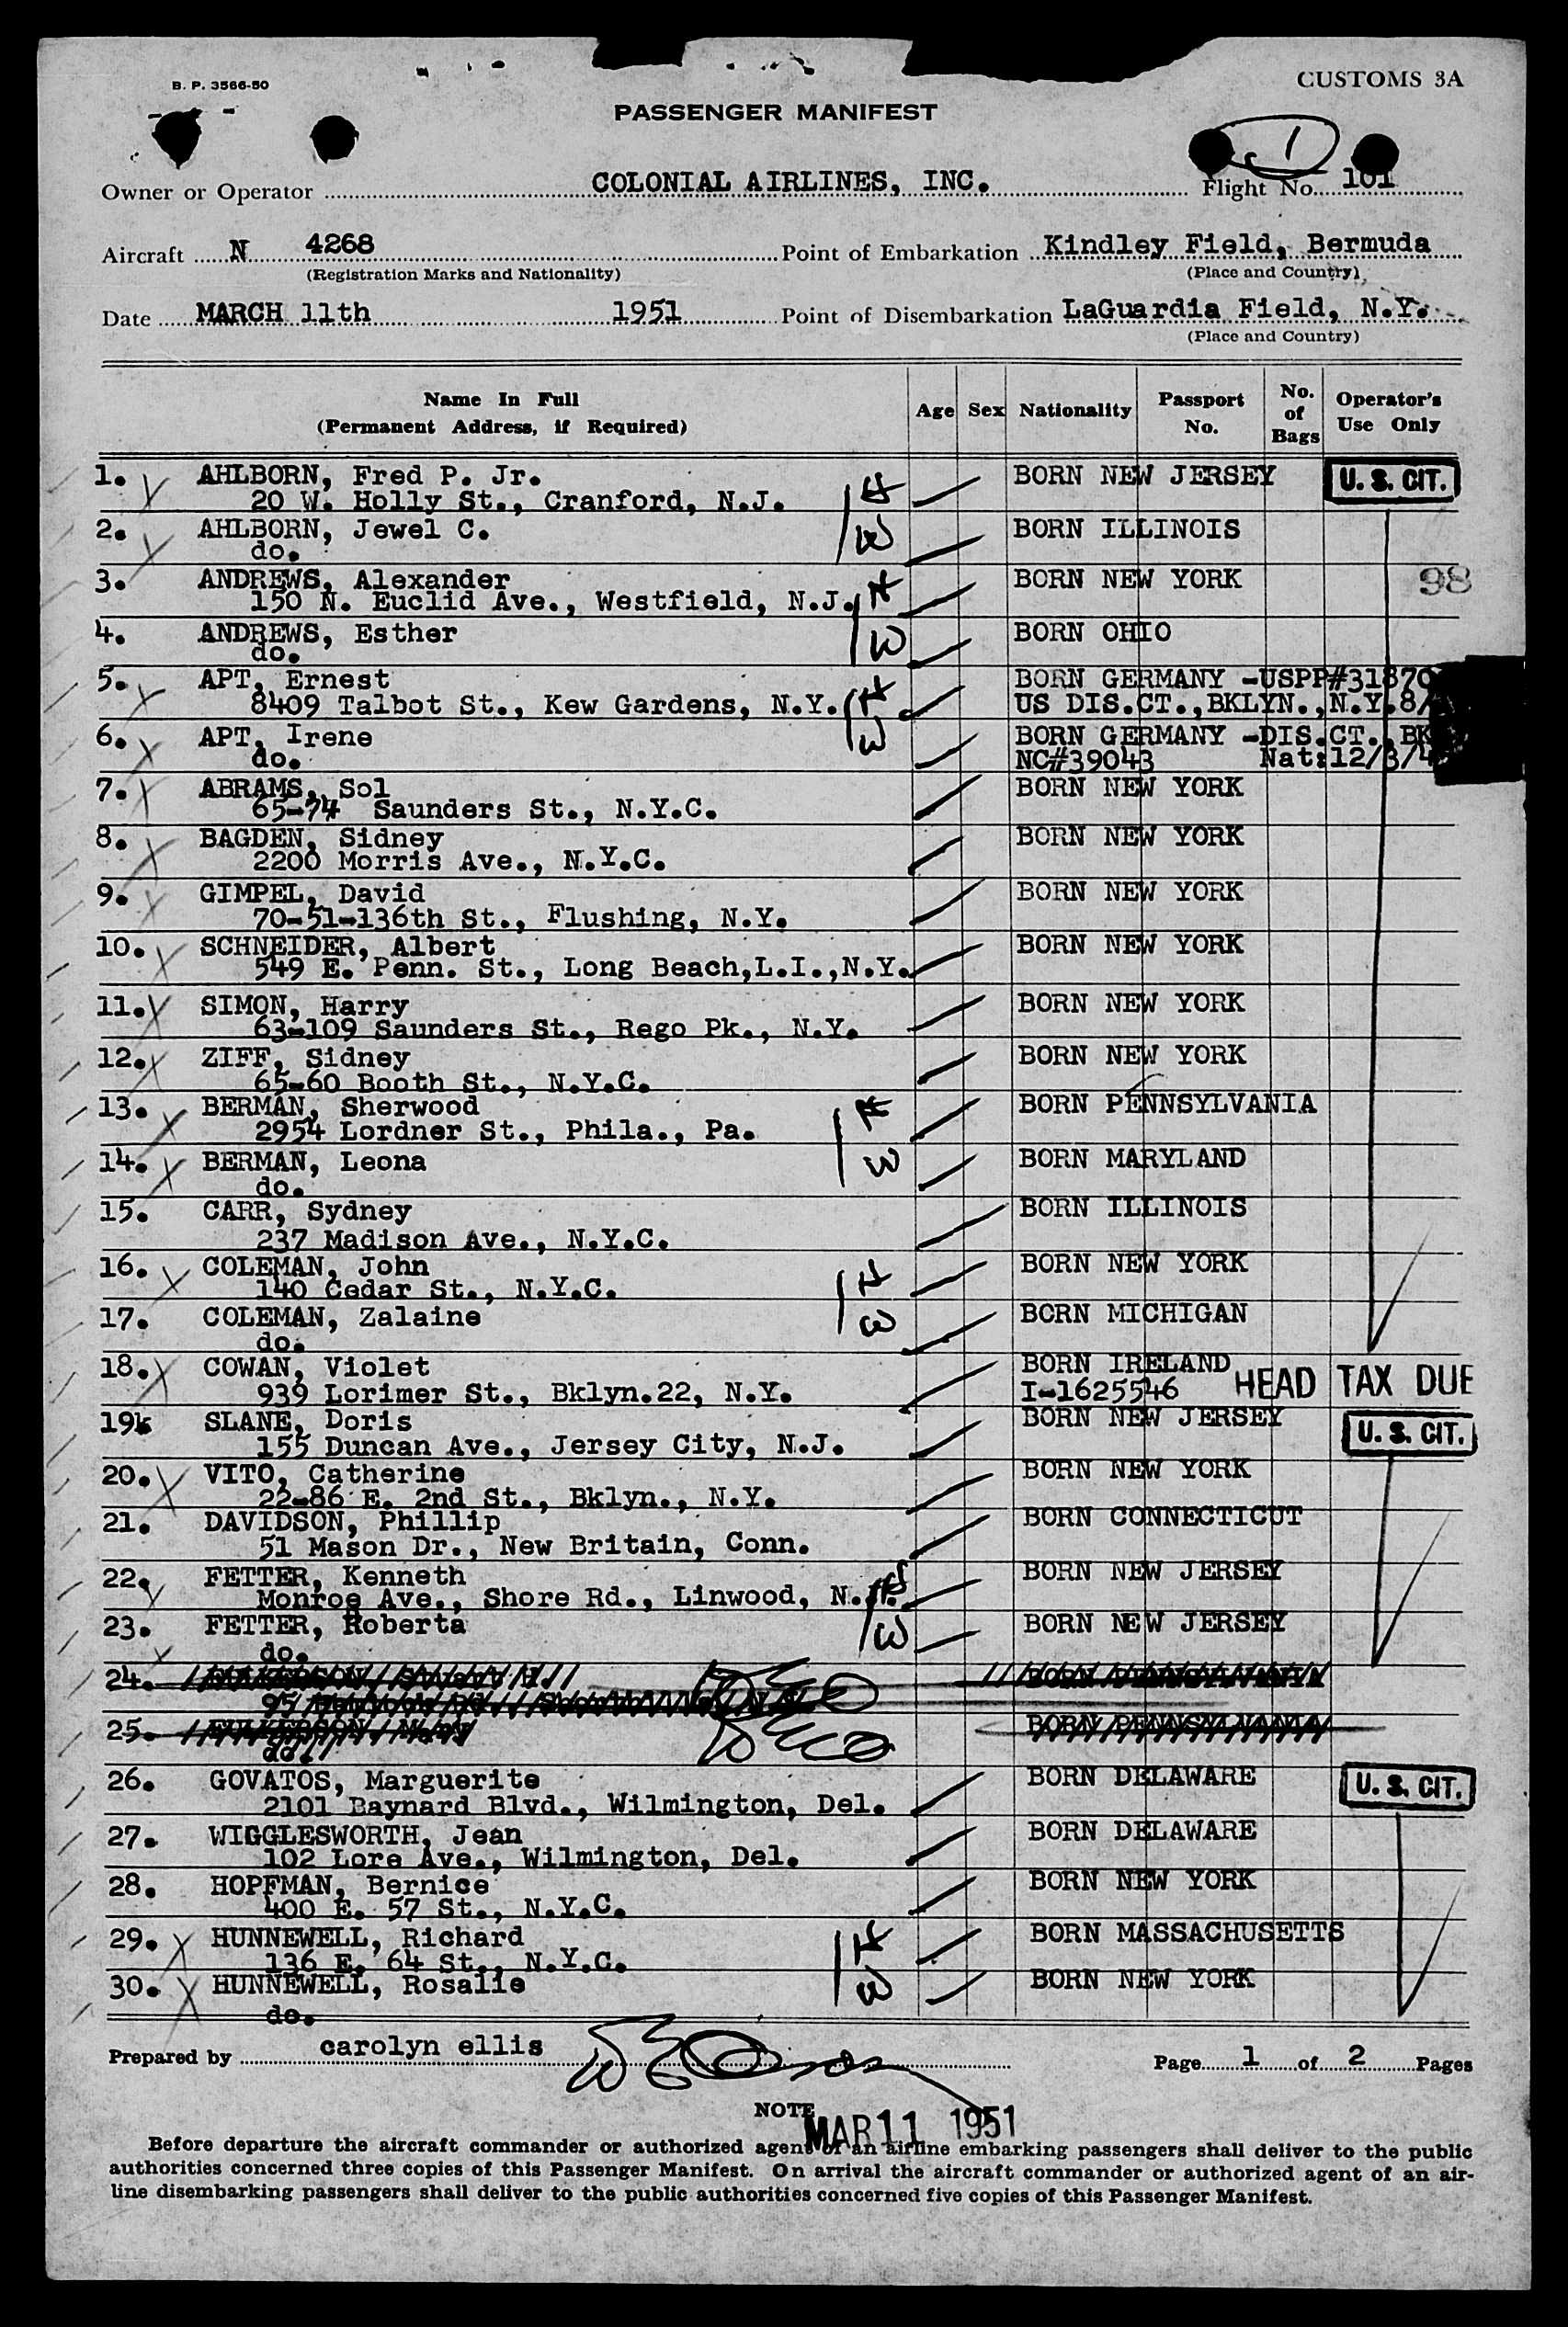 B. P. 3566-50
CUSTOMS 3A
PASSENGER MANIFEST
1
Owner or Operator COLONIAL AIRLINES, INC. Flight No. 101
Aircraft N 4268 Point of Embarkation Kindley Field, Bermuda
(Registration Marks and Nationality) (Place and Country)
Date MARCH 11th 1951 Point of Disembarkation LaGuardia Field, N.Y.
(Place and Country)
Name In Full (Permanent Address, if Required) Age Sex Nationality Passport No. No. of Bags Operator's Use Only
1. AHLBORN, Fred P. Jr. H BORN NEW JERSEY U. S. CIT.
20 W. Holly St., Cranford, N.J.
2. AHLBORN, Jewel C. W BORN ILLINOIS
do.
3. ANDREWS, Alexander H BORN NEW YORK 98
150 N. Euclid Ave., Westfield, N.J.
4. ANDREWS, Esther W BORN OHIO
do.
5. APT, Ernest H BORN GERMANY -USPP#31870
8409 Talbot St., Kew Gardens, N.Y. US DIS.CT.,BKLYN.,N.Y.8/
6. APT, Irene W BORN GERMANY -DIS.CT.,BK
do. NC#39043 Nat:12/3/4
7. ABRAMS, Sol BORN NEW YORK
65-74 Saunders St., N.Y.C.
8. BAGDEN, Sidney BORN NEW YORK
2200 Morris Ave., N.Y.C.
9. GIMPEL, David BORN NEW YORK
70-51-136th St., Flushing, N.Y.
10. SCHNEIDER, Albert BORN NEW YORK
549 E. Penn. St., Long Beach,L.I.,N.Y.
11. SIMON, Harry BORN NEW YORK
63-109 Saunders St., Rego Pk., N.Y.
12. ZIFF, Sidney BORN NEW YORK
65-60 Booth St., N.Y.C.
13. BERMAN, Sherwood H BORN PENNSYLVANIA
2954 Lordner St., Phila., Pa.
14. BERMAN, Leona W BORN MARYLAND
do.
15. CARR, Sydney BORN ILLINOIS
237 Madison Ave., N.Y.C.
16. COLEMAN, John H BORN NEW YORK
140 Cedar St., N.Y.C.
17. COLEMAN, Zalaine W BORN MICHIGAN
do.
18. COWAN, Violet BORN IRELAND HEAD TAX DUE
939 Lorimer St., Bklyn.22, N.Y. I-1625546
19. SLANE, Doris BORN NEW JERSEY U. S. CIT.
155 Duncan Ave., Jersey City, N.J.
20. VITO, Catherine BORN NEW YORK
22-86 E. 2nd St., Bklyn., N.Y.
21. DAVIDSON, Phillip BORN CONNECTICUT
51 Mason Dr., New Britain, Conn.
22. FETTER, Kenneth H BORN NEW JERSEY
Monroe Ave., Shore Rd., Linwood, N.J.
23. FETTER, Roberta W BORN NEW JERSEY
do.
24.
95
25. FULKERSON, Mary BORN PENNSYLVANIA
do.
26. GOVATOS, Marguerite BORN DELAWARE U. S. CIT.
2101 Baynard Blvd., Wilmington, Del.
27. WIGGLESWORTH, Jean BORN DELAWARE
102 Lore Ave., Wilmington, Del.
28. HOPFMAN, Bernice BORN NEW YORK
400 E. 57 St., N.Y.C.
29. HUNNEWELL, Richard H BORN MASSACHUSETTS
136 E. 64 St., N.Y.C.
30. HUNNEWELL, Rosalie W BORN NEW YORK
do.
Prepared by carolyn ellis Page 1 of 2 Pages
NOTE
MAR 11 1951
Before departure the aircraft commander or authorized agent of an airline embarking passengers shall deliver to the public
authorities concerned three copies of this Passenger Manifest. On arrival the aircraft commander or authorized agent of an air-
line disembarking passengers shall deliver to the public authorities concerned five copies of this Passenger Manifest.